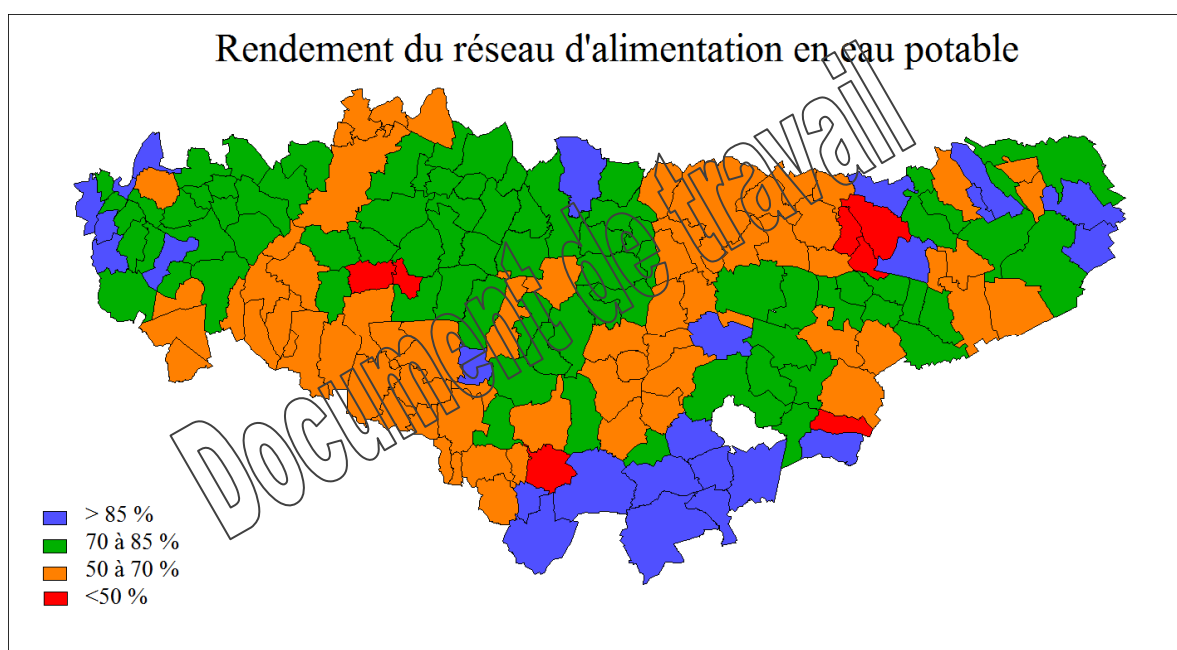 Rendement du réseau d'alimentation en eau potable
Document de travail
> 85 %
70 à 85 %
50 à 70 %
<50 %